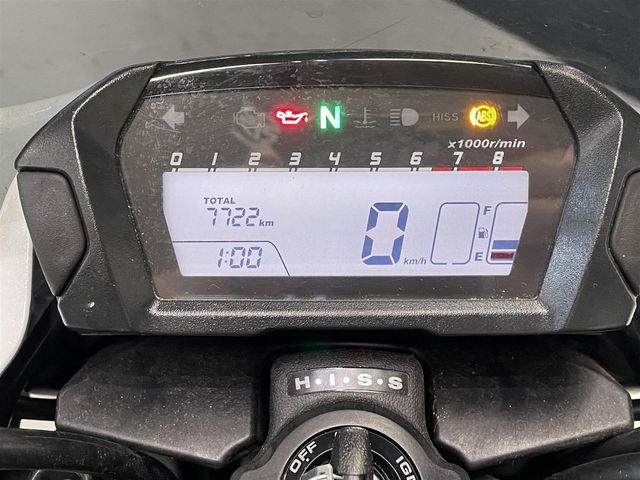 N HISS ABS
x1000r/min
0 1 2 3 4 5 6 7 8
TOTAL
7722 km
1:00
0 km/h
F
E
H·I·S·S
OFF IGN